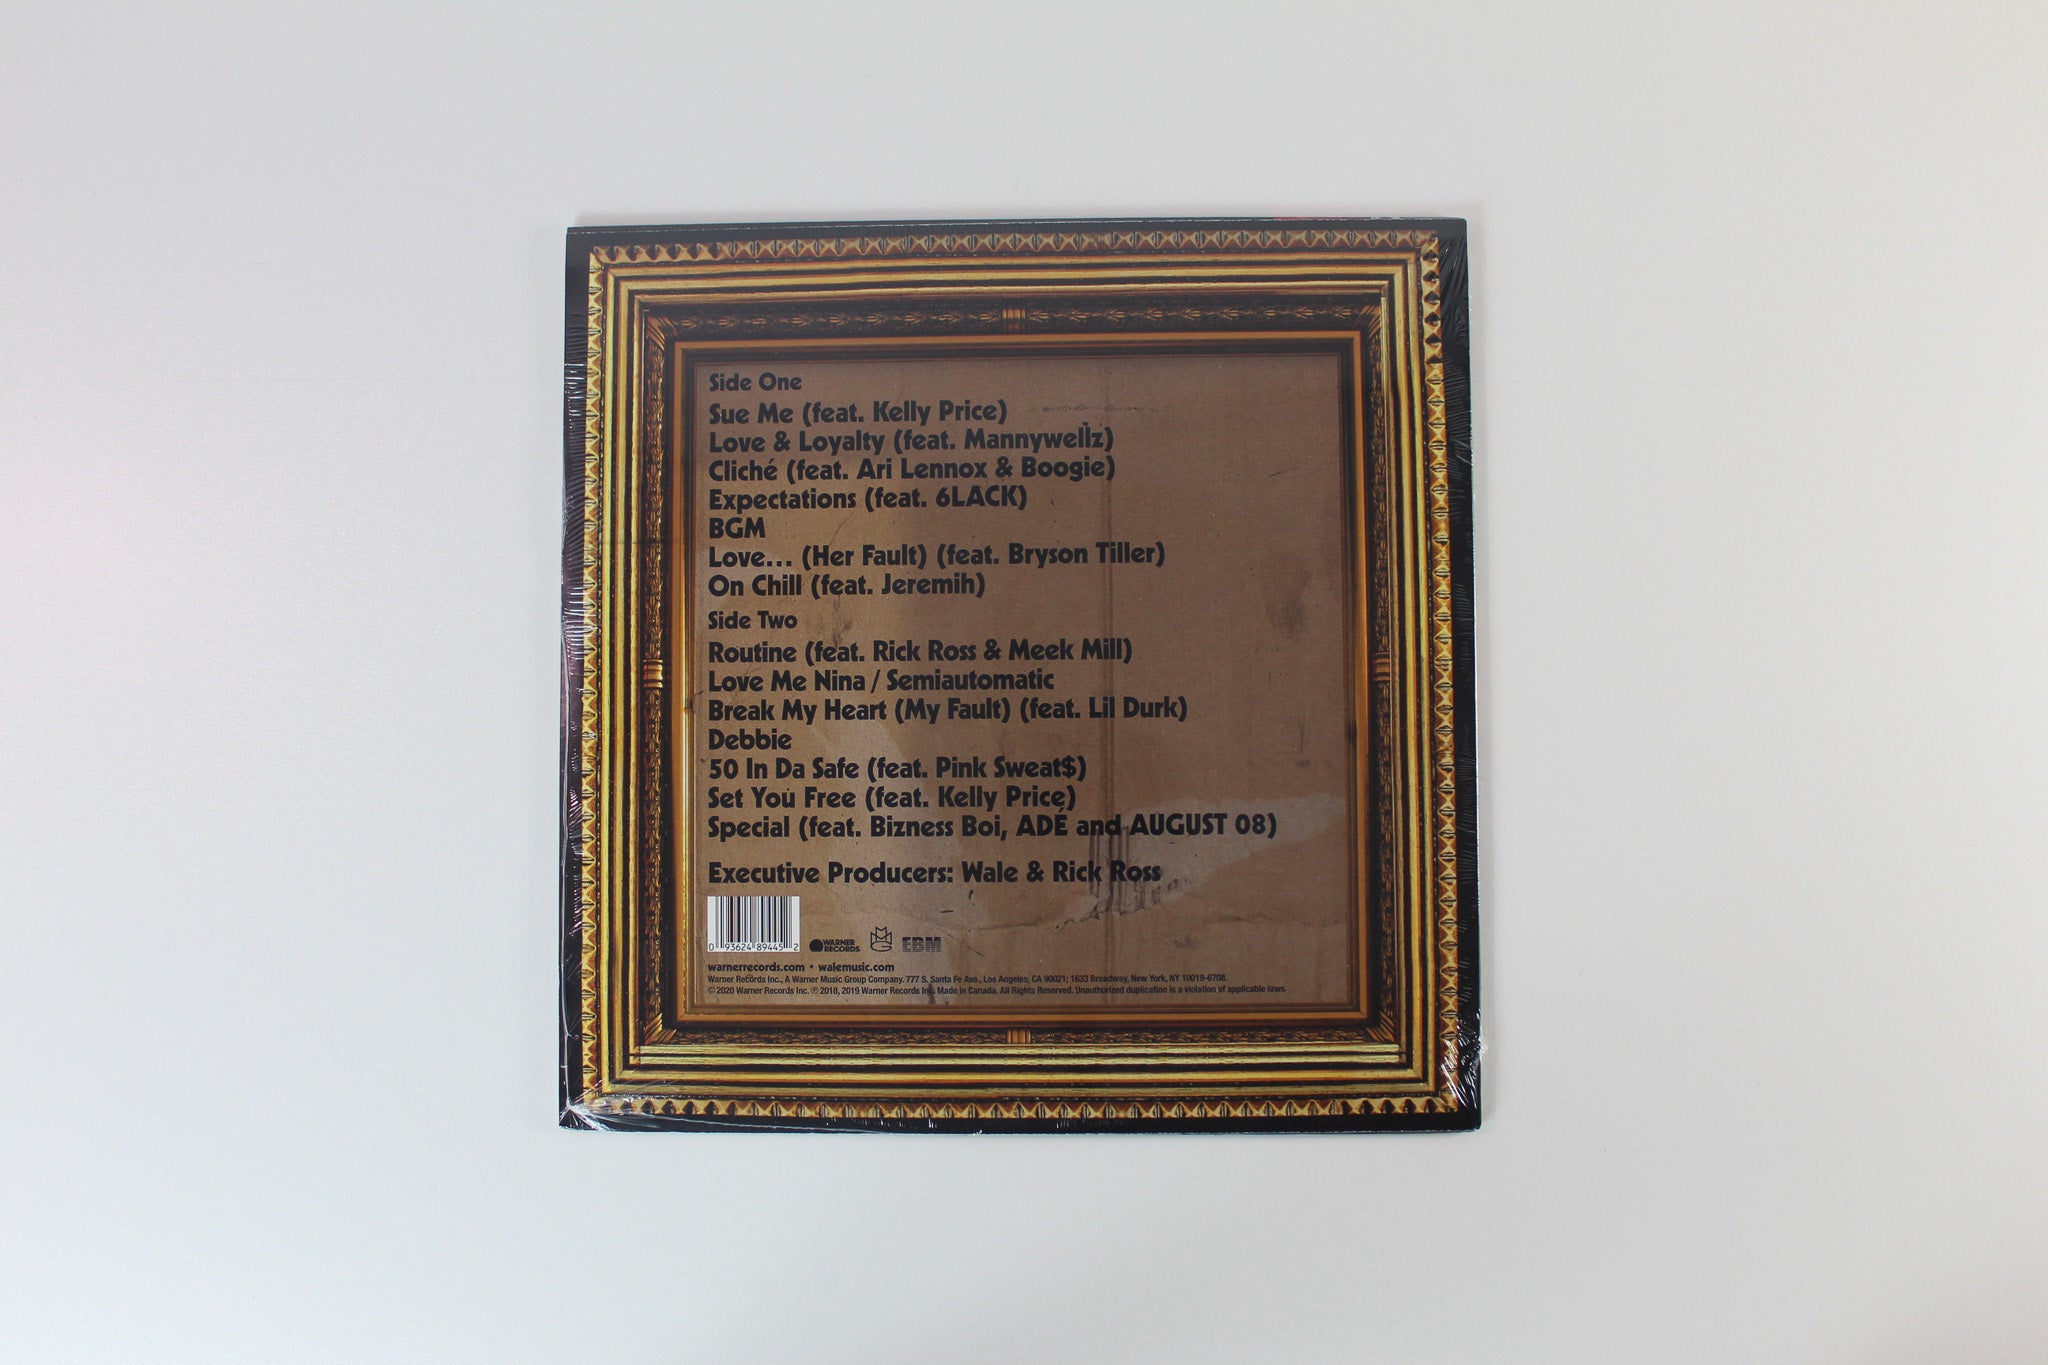 Side One
Sue Me (feat. Kelly Price)
Love & Loyalty (feat. Mannywellz)
Cliché (feat. Ari Lennox & Boogie)
Expectations (feat. 6LACK)
BGM
Love... (Her Fault) (feat. Bryson Tiller)
On Chill (feat. Jeremih)
Side Two
Routine (feat. Rick Ross & Meek Mill)
Love Me Nina / Semiautomatic
Break My Heart (My Fault) (feat. Lil Durk)
Debbie
50 In Da Safe (feat. Pink Sweat$)
Set You Free (feat. Kelly Price)
Special (feat. Bizness Boi, ADÉ and AUGUST 08)
Executive Producers: Wale & Rick Ross
0 93624 89445 2
WARNER RECORDS
MMG
EBM
warnerrecords.com • walemusic.com
Warner Records Inc., A Warner Music Group Company. 777 S. Santa Fe Ave., Los Angeles, CA 90021; 1633 Broadway, New York, NY 10019-6708.
© 2020 Warner Records Inc. ℗ 2018, 2019 Warner Records Inc. Made in Canada. All Rights Reserved. Unauthorized duplication is a violation of applicable laws.